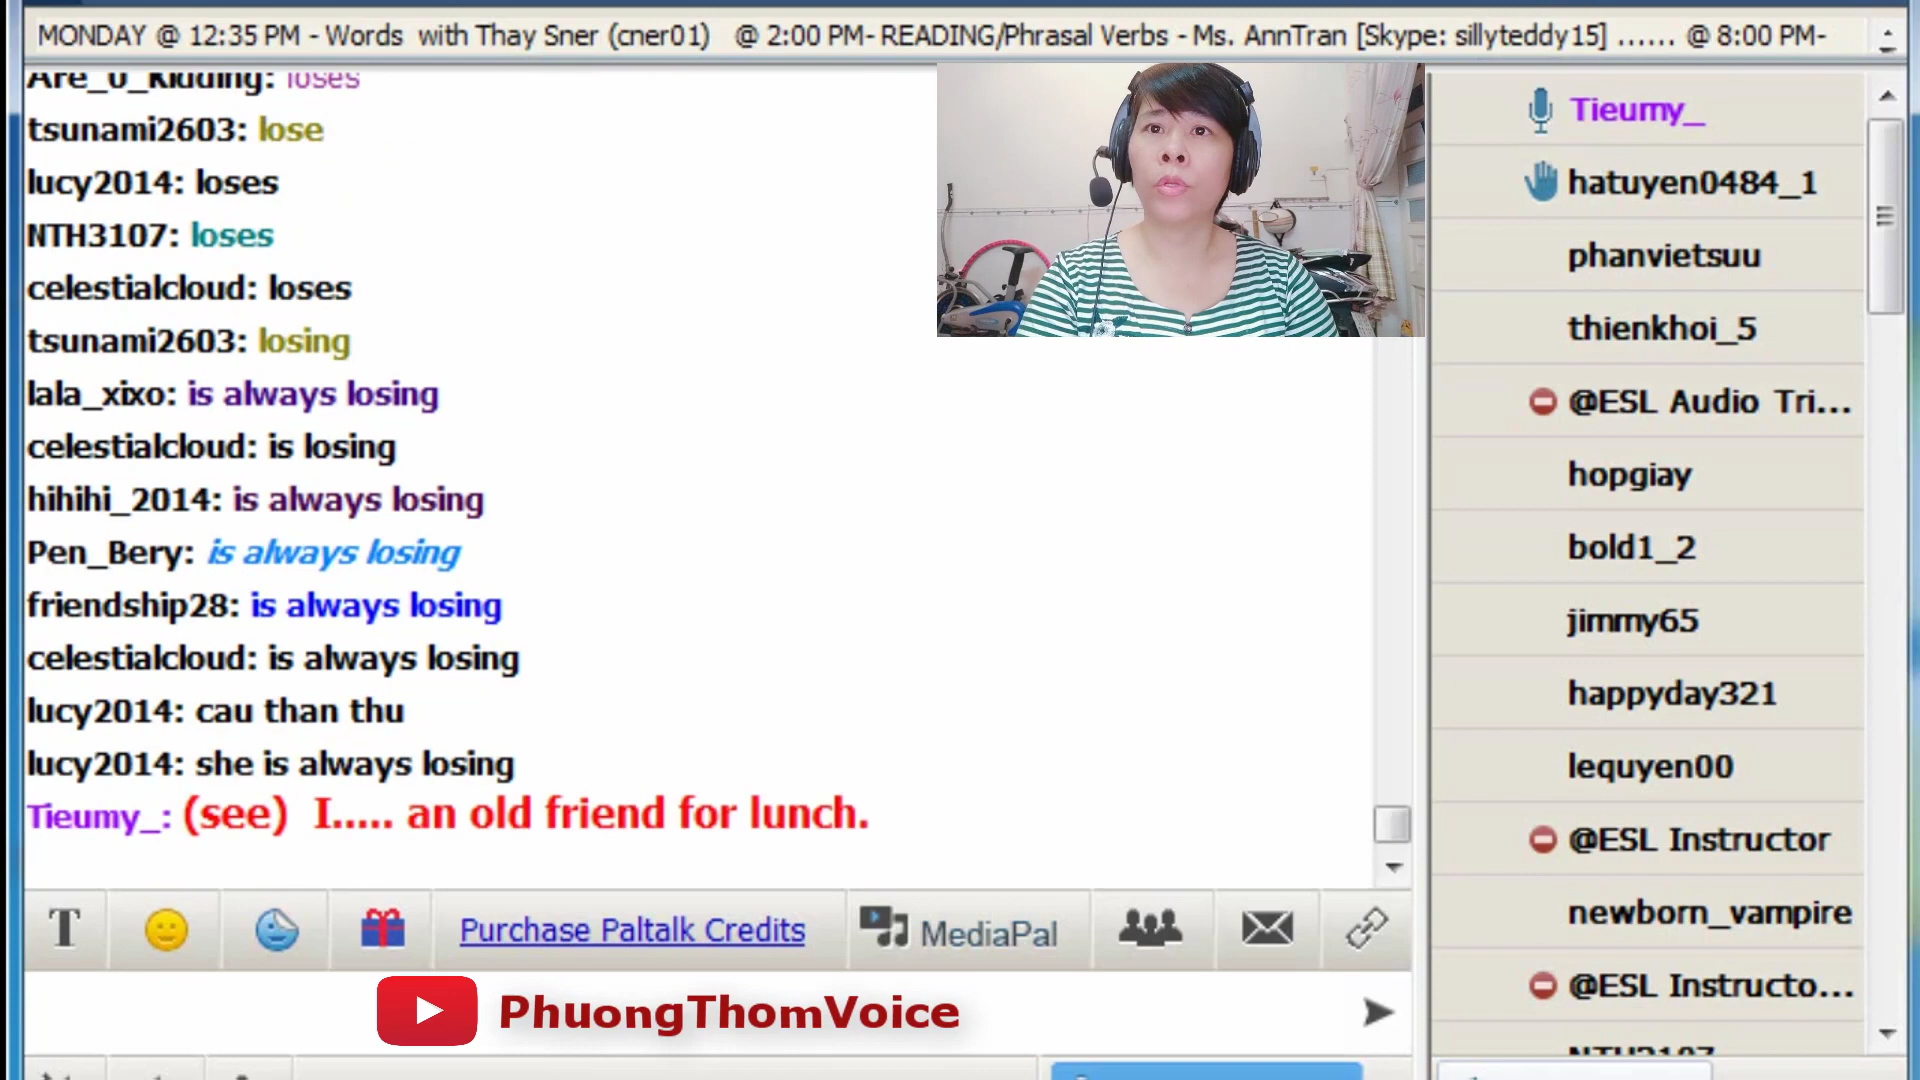 MONDAY @ 12:35 PM - Words with Thay Sner (cner01) @ 2:00 PM- READING/Phrasal Verbs - Ms. AnnTran [Skype: sillyteddy15] ...... @ 8:00 PM-
Are_U_Kidding: loses
tsunami2603: lose
lucy2014: loses
NTH3107: loses
celestialcloud: loses
tsunami2603: losing
lala_xixo: is always losing
celestialcloud: is losing
hihihi_2014: is always losing
Pen_Bery: is always losing
friendship28: is always losing
celestialcloud: is always losing
lucy2014: cau than thu
lucy2014: she is always losing
Tieumy_: (see) I..... an old friend for lunch.
T
Purchase Paltalk Credits
MediaPal
PhuongThomVoice
Tieumy_
hatuyen0484_1
phanvietsuu
thienkhoi_5
@ESL Audio Tri...
hopgiay
bold1_2
jimmy65
happyday321
lequyen00
@ESL Instructor
newborn_vampire
@ESL Instructo...
NTH3107